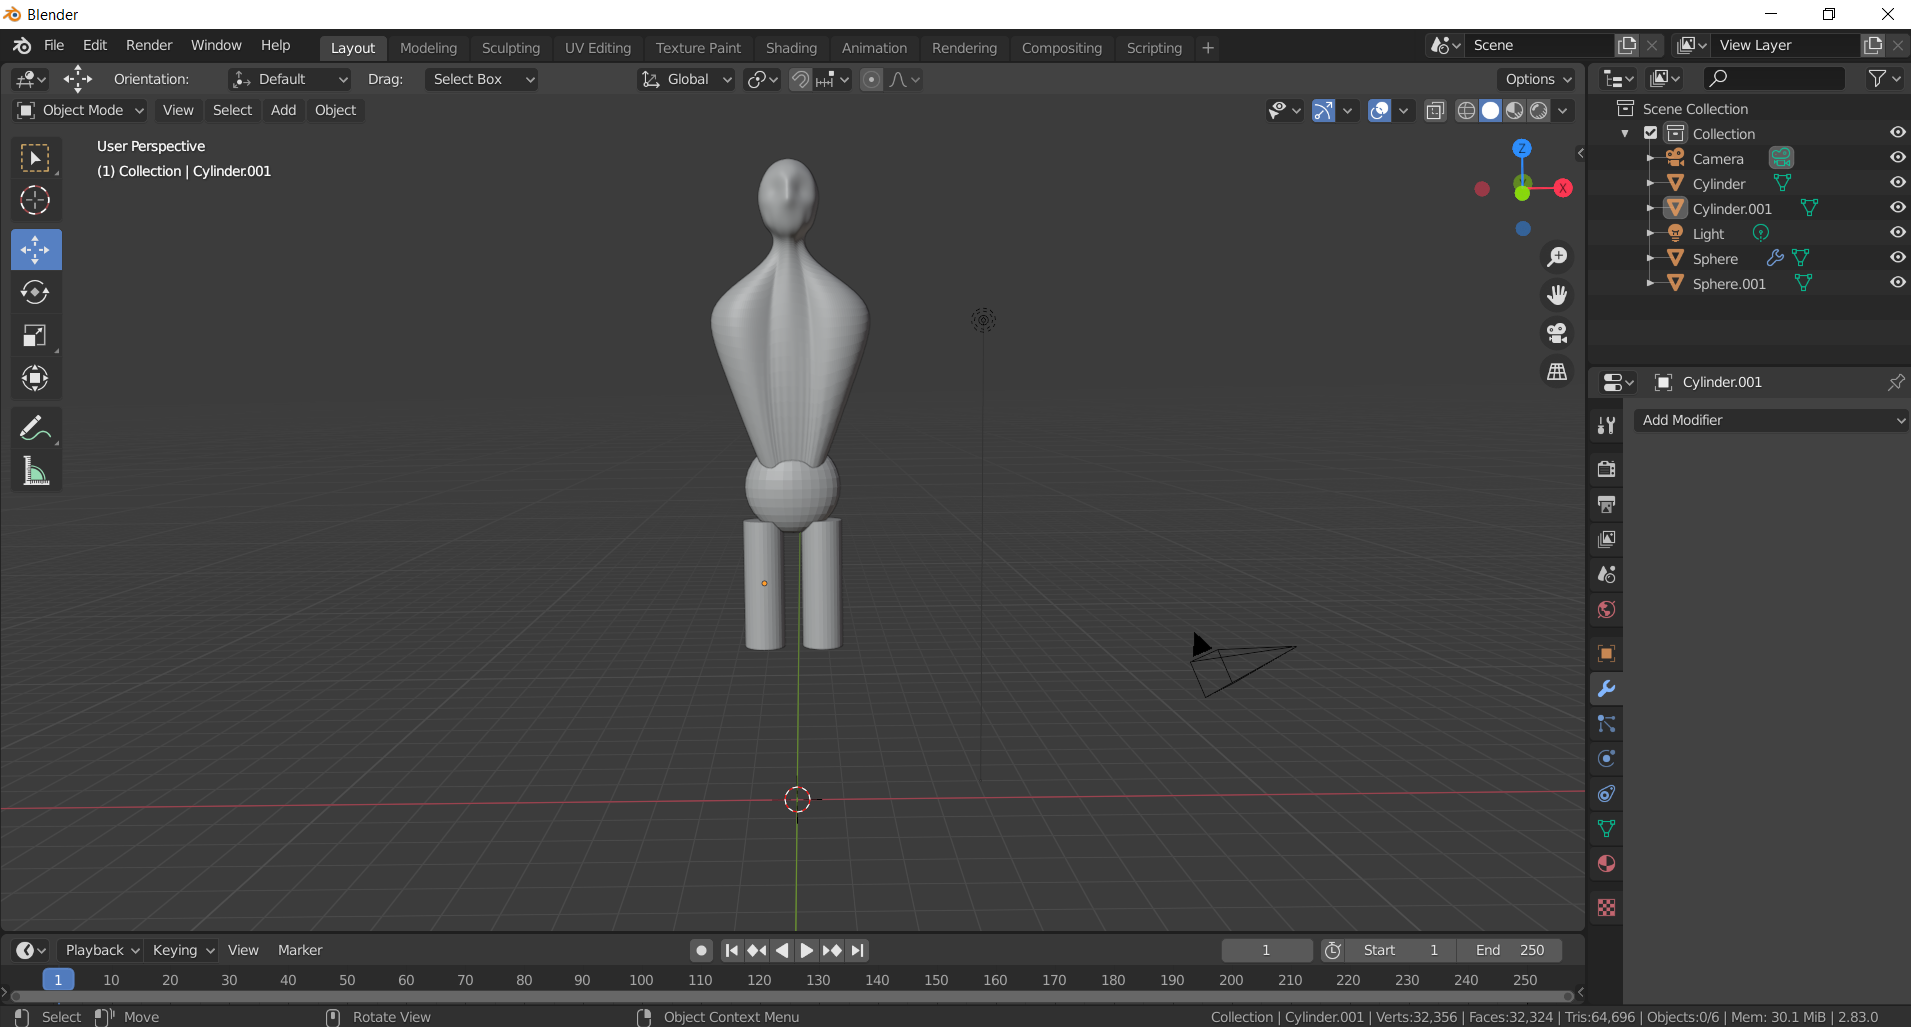 Blender
File Edit Render Window Help Layout Modeling Sculpting UV Editing Texture Paint Shading Animation Rendering Compositing Scripting + Scene View Layer
Orientation: Default Drag: Select Box Global Options
Object Mode View Select Add Object
User Perspective
(1) Collection | Cylinder.001
Z
X
Scene Collection
Collection
Camera
Cylinder
Cylinder.001
Light
Sphere
Sphere.001
Cylinder.001
Add Modifier
Playback Keying View Marker 1 Start 1 End 250
1 10 20 30 40 50 60 70 80 90 100 110 120 130 140 150 160 170 180 190 200 210 220 230 240 250
Select Move Rotate View Object Context Menu Collection | Cylinder.001 | Verts:32,356 | Faces:32,324 | Tris:64,696 | Objects:0/6 | Mem: 30.1 MiB | 2.83.0